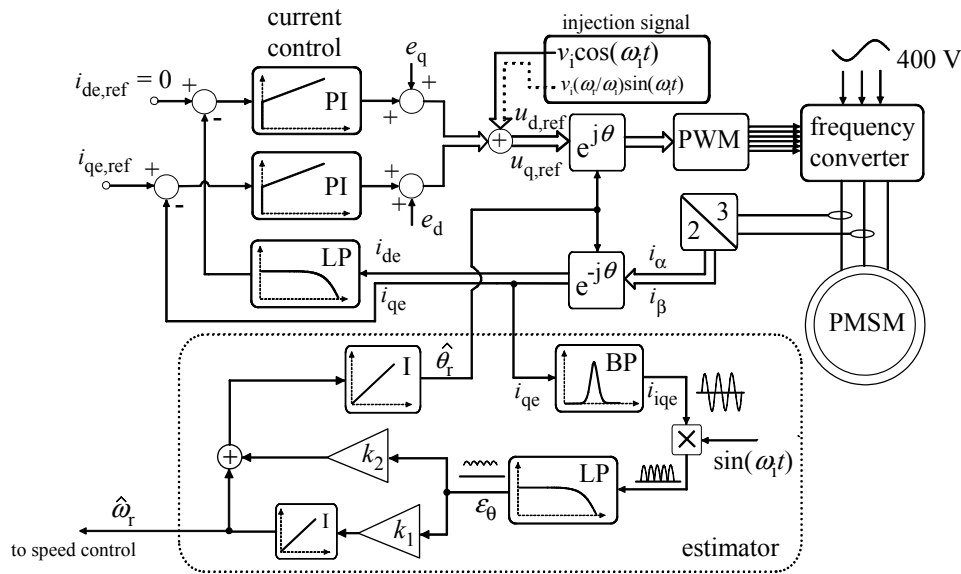 injection signal
current
control
v_i cos(ω_i t)
v_i(ω_i/ω_i)sin(ω_i t)
400 V
e_q
i_de,ref = 0
+
-
PI
+
+
u_d,ref
+
u_q,ref
e^jθ
PWM
frequency
converter
i_qe,ref
+
-
PI
+
+
e_d
3
2
LP
i_de
i_qe
e^-jθ
i_α
i_β
PMSM
I
θ̂_r
i_qe
BP
i_iqe
×
sin(ω_i t)
+
k_2
LP
ε_θ
ω̂_r
I
k_1
to speed control
estimator